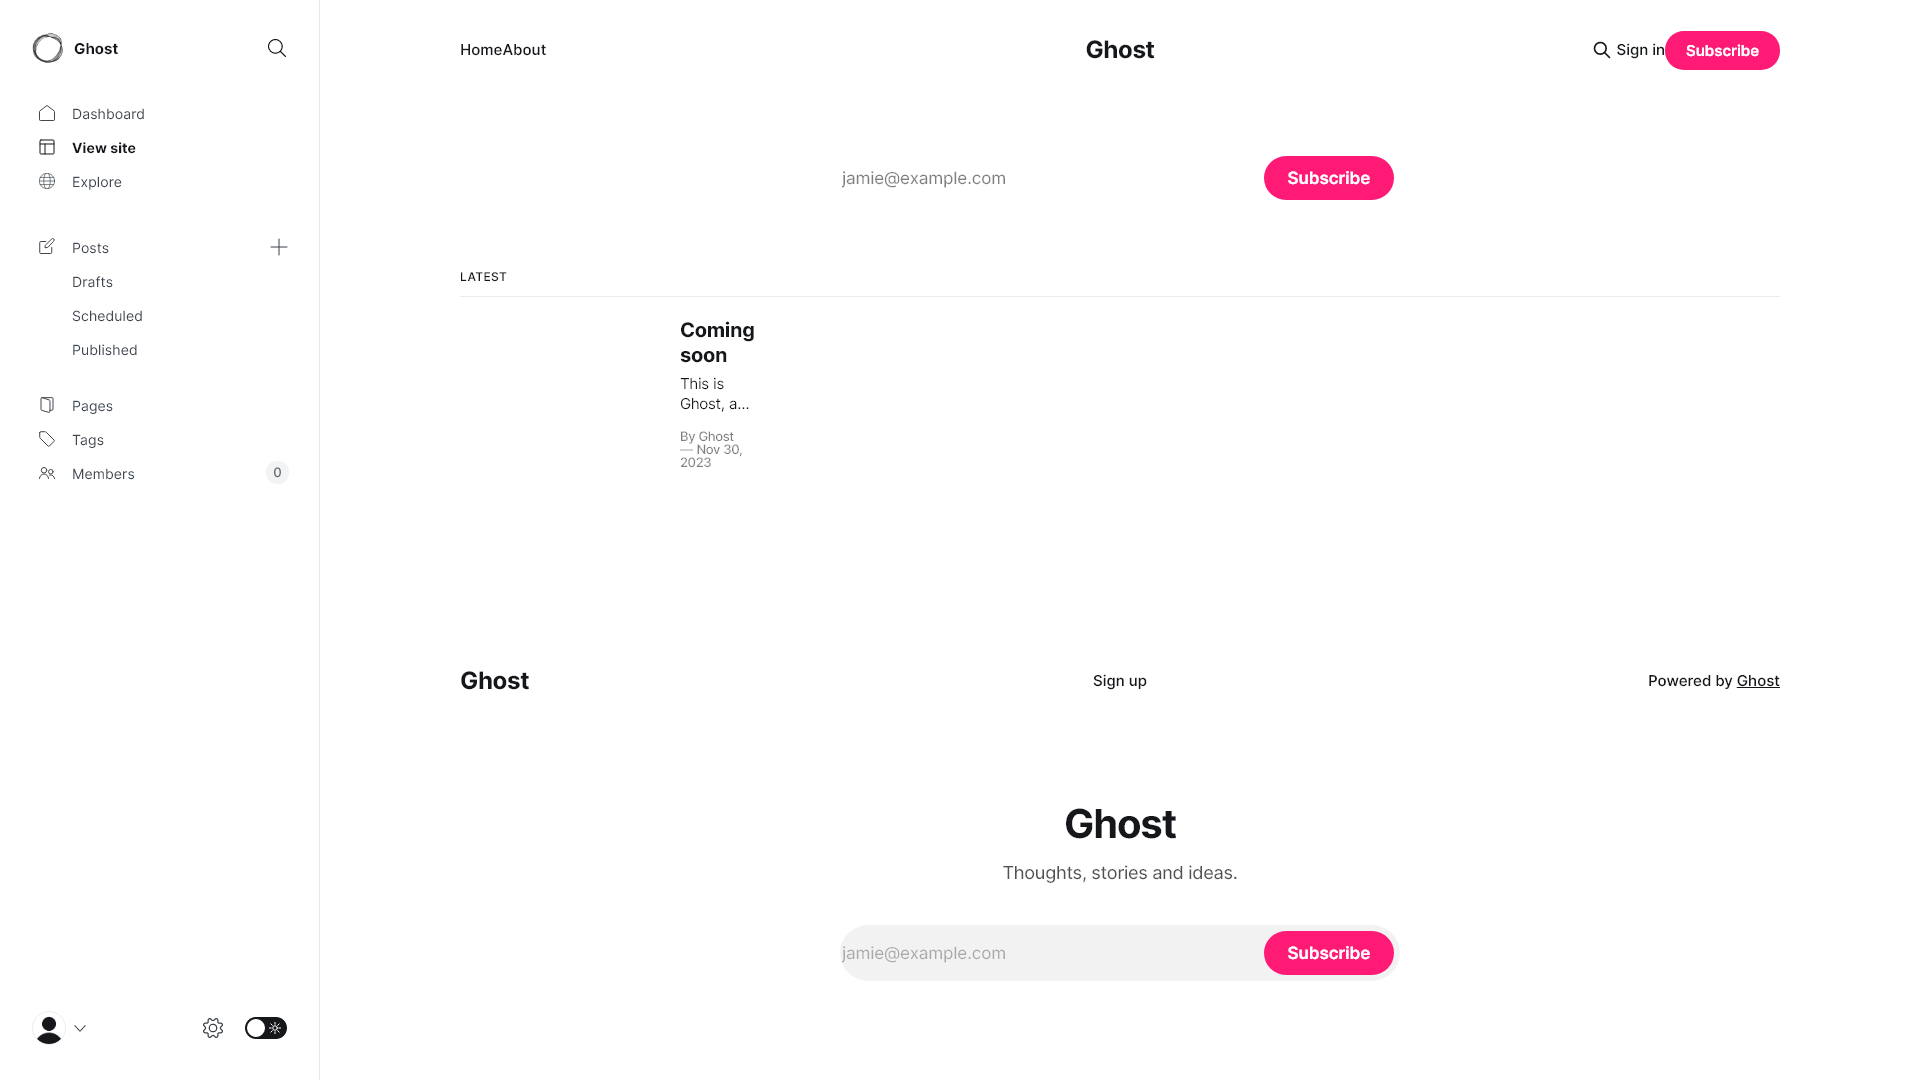 Ghost
Dashboard
View site
Explore
Posts
Drafts
Scheduled
Published
Pages
Tags
Members 0
HomeAbout Ghost Sign in Subscribe
jamie@example.com Subscribe
LATEST
Coming
soon
This is
Ghost, a…
By Ghost
— Nov 30,
2023
Ghost Sign up Powered by Ghost
Ghost
Thoughts, stories and ideas.
jamie@example.com Subscribe